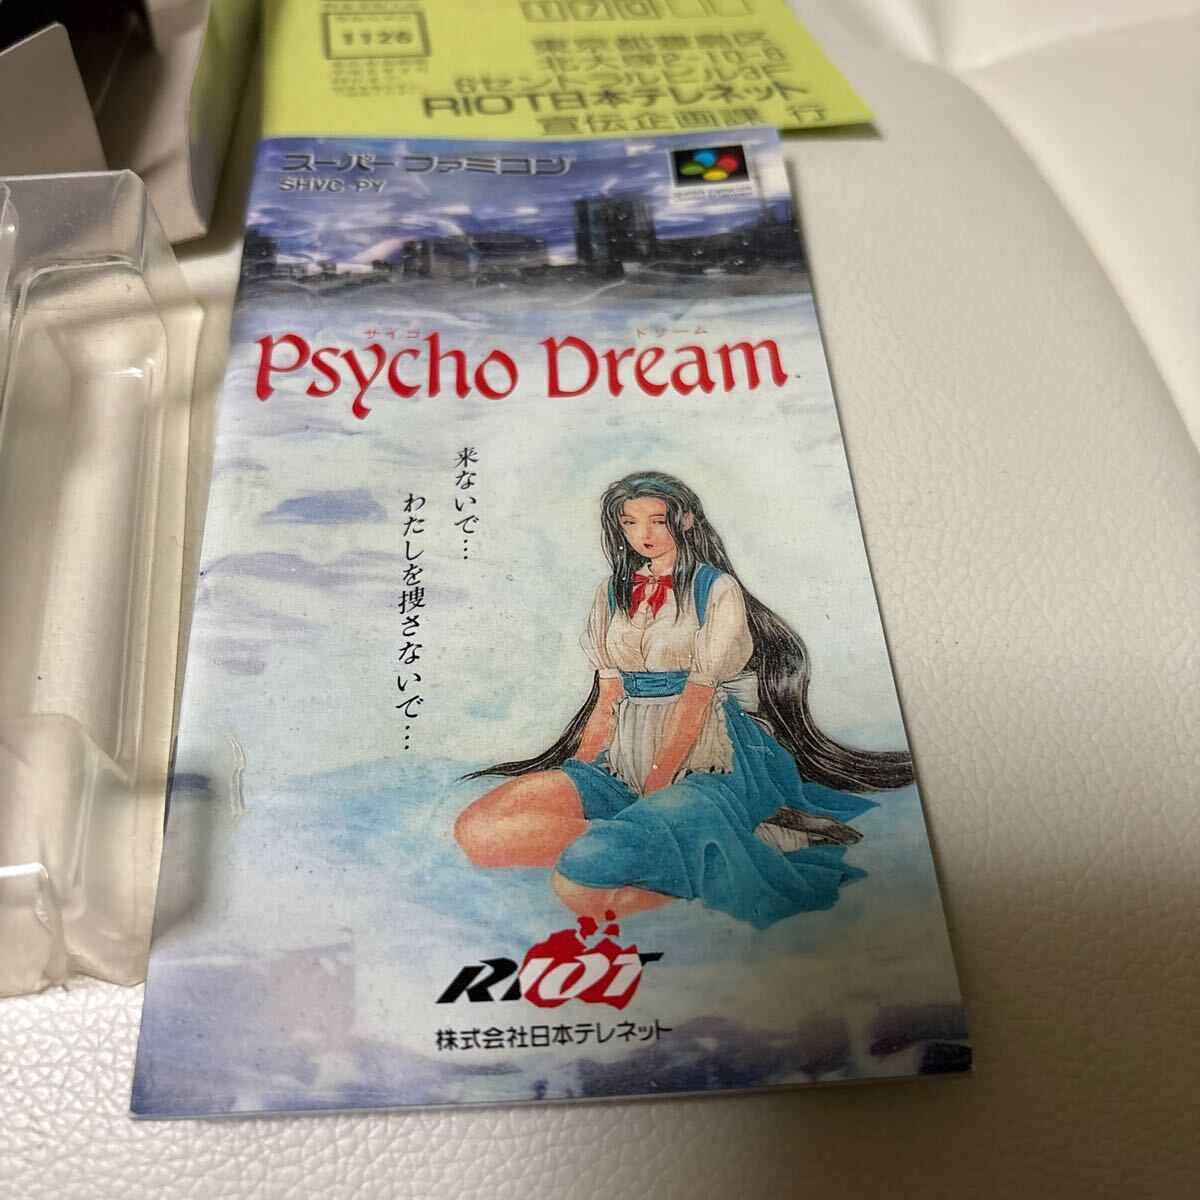 170
1126
東京都豊島区
北大塚2-10-6
6セントラルビル3F
RIOT日本テレネット
宣伝企画課 行
スーパーファミコン
SHVC-PY
サイコ ドリーム
Psycho Dream
来ないで…
わたしを捜さないで…
RIOT
株式会社日本テレネット